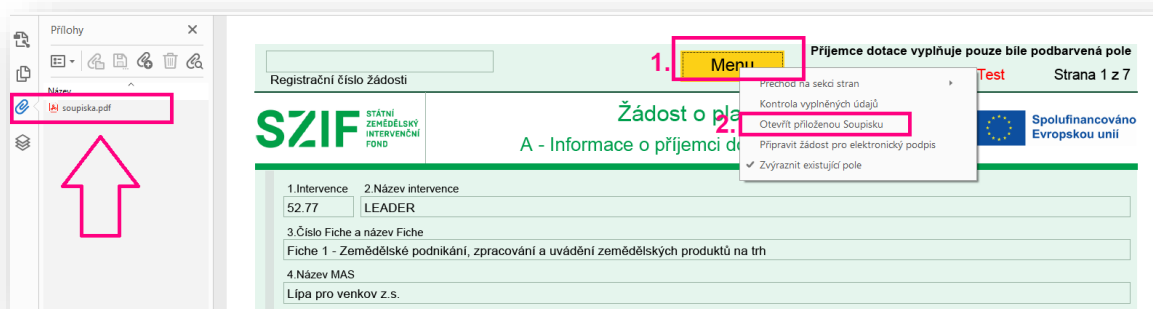 Přílohy
Název
soupiska.pdf
1.
Menu
Příjemce dotace vyplňuje pouze bíle podbarvená pole
Registrační číslo žádosti
Test
Strana 1 z 7
Přechod na sekci stran
Kontrola vyplněných údajů
2.
Otevřít přiloženou Soupisku
Připravit žádost pro elektronický podpis
Zvýraznit existující pole
SZIF
STÁTNÍ
ZEMĚDĚLSKÝ
INTERVENČNÍ
FOND
Žádost o pla
A - Informace o příjemci do
Spolufinancováno
Evropskou unií
1.Intervence 2.Název intervence
52.77 LEADER
3.Číslo Fiche a název Fiche
Fiche 1 - Zemědělské podnikání, zpracování a uvádění zemědělských produktů na trh
4.Název MAS
Lípa pro venkov z.s.